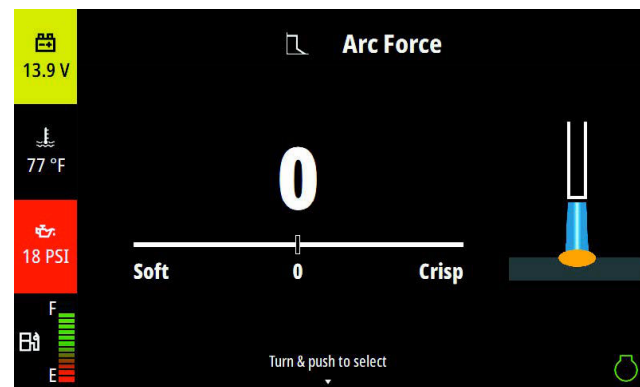 Arc Force
13.9 V
77 °F
0
18 PSI
Soft 0 Crisp
F
E
Turn & push to select